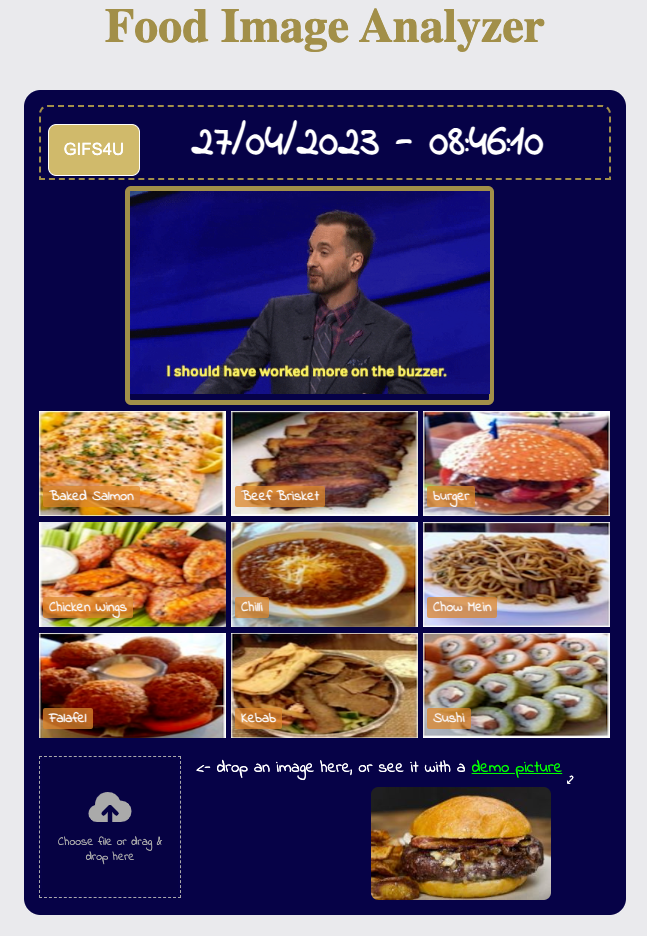 Food Image Analyzer
GIFS4U
27/04/2023 - 08:46:10
I should have worked more on the buzzer.
Baked Salmon
Beef Brisket
burger
Chicken Wings
Chilli
Chow Mein
Falafel
Kebab
Sushi
<- drop an image here, or see it with a demo picture
Choose file or drag &
drop here